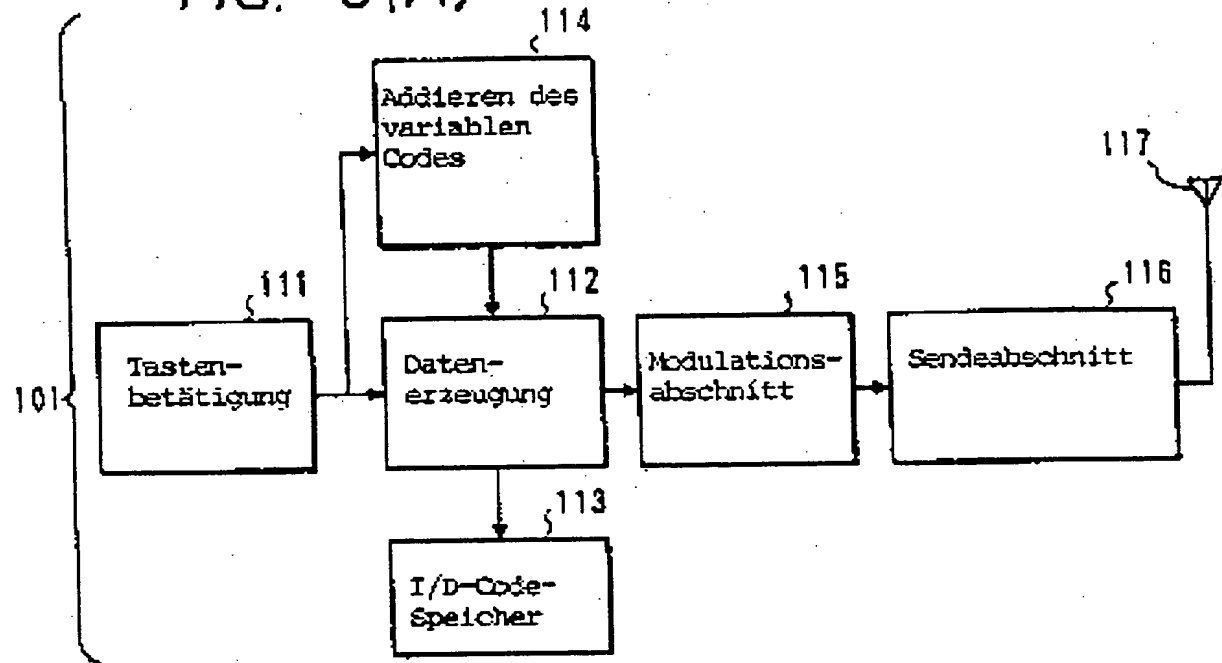 114
Addieren des
variablen
Codes
117
111
112
115
116
Tasten-
betätigung
Daten-
erzeugung
Modulations-
abschnitt
Sendeabschnitt
101
113
I/D-Code-
Speicher